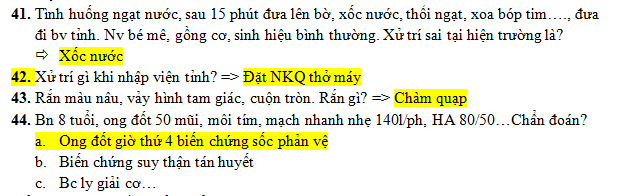 41. Tình huống ngạt nước, sau 15 phút đưa lên bờ, xốc nước, thổi ngạt, xoa bóp tim…., đưa
đi bv tỉnh. Nv bé mê, gồng cơ, sinh hiệu bình thường. Xử trí sai tại hiện trường là?
⇨ Xốc nước
42. Xử trí gì khi nhập viện tỉnh? => Đặt NKQ thở máy
43. Rắn màu nâu, vảy hình tam giác, cuộn tròn. Rắn gì? => Chàm quạp
44. Bn 8 tuổi, ong đốt 50 mũi, môi tím, mạch nhanh nhẹ 140l/ph, HA 80/50…Chẩn đoán?
a. Ong đốt giờ thứ 4 biến chứng sốc phản vệ
b. Biến chứng suy thận tán huyết
c. Bc ly giải cơ…